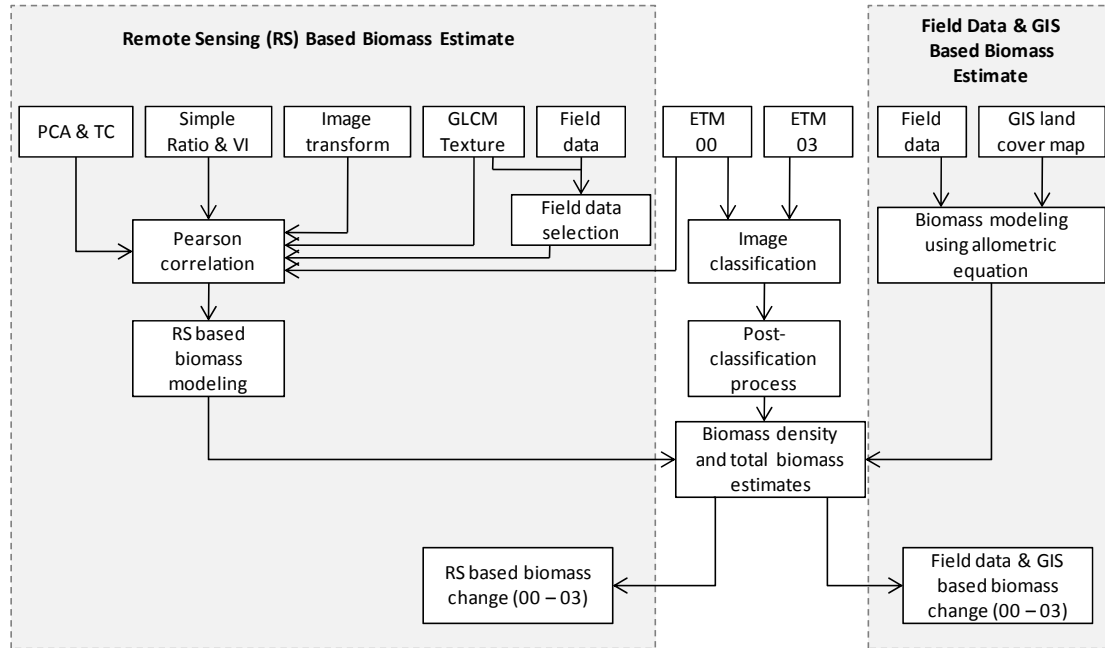 Remote Sensing (RS) Based Biomass Estimate
Field Data & GIS
Based Biomass
Estimate
PCA & TC
Simple
Ratio & VI
Image
transform
GLCM
Texture
Field
data
ETM
00
ETM
03
Field
data
GIS land
cover map
Pearson
correlation
Field data
selection
Image
classification
Biomass modeling
using allometric
equation
RS based
biomass
modeling
Post-
classification
process
Biomass density
and total biomass
estimates
RS based biomass
change (00 – 03)
Field data & GIS
based biomass
change (00 – 03)